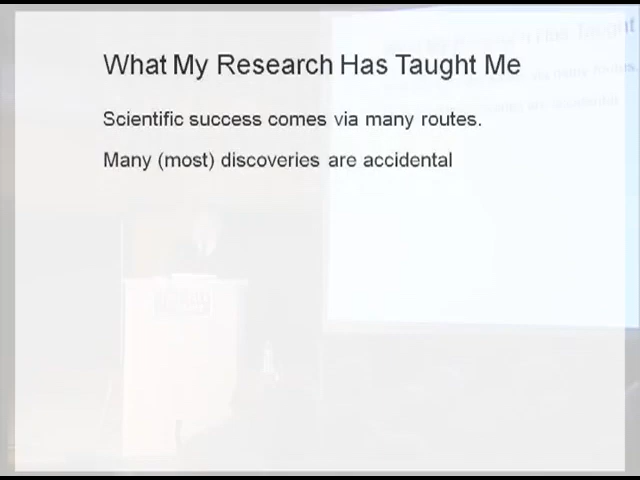 What My Research Has Taught Me
Scientific success comes via many routes.
Many (most) discoveries are accidental